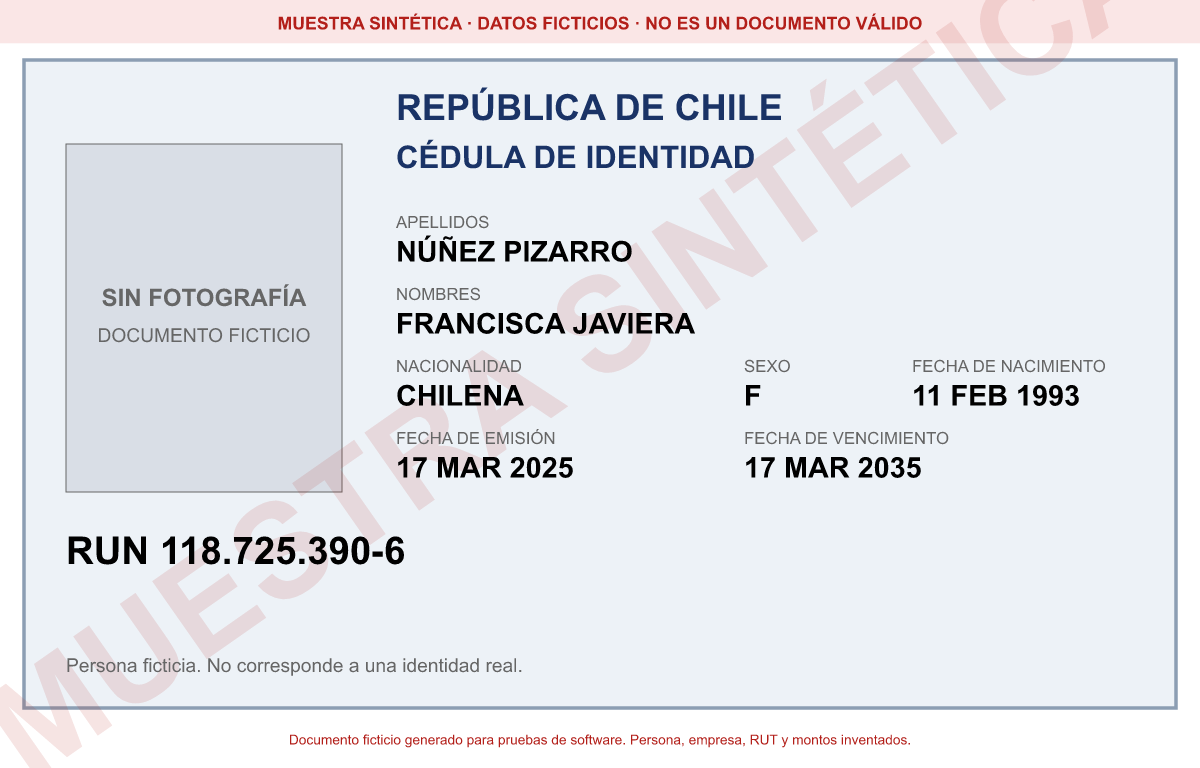 MUESTRA SINTÉTICA · DATOS FICTICIOS · NO ES UN DOCUMENTO VÁLIDO
REPÚBLICA DE CHILE
CÉDULA DE IDENTIDAD
SIN FOTOGRAFÍA
DOCUMENTO FICTICIO
APELLIDOS
NÚÑEZ PIZARRO
NOMBRES
FRANCISCA JAVIERA
NACIONALIDAD SEXO FECHA DE NACIMIENTO
CHILENA F 11 FEB 1993
FECHA DE EMISIÓN FECHA DE VENCIMIENTO
17 MAR 2025 17 MAR 2035
RUN 118.725.390-6
Persona ficticia. No corresponde a una identidad real.
MUESTRA SINTÉTICA
Documento ficticio generado para pruebas de software. Persona, empresa, RUT y montos inventados.